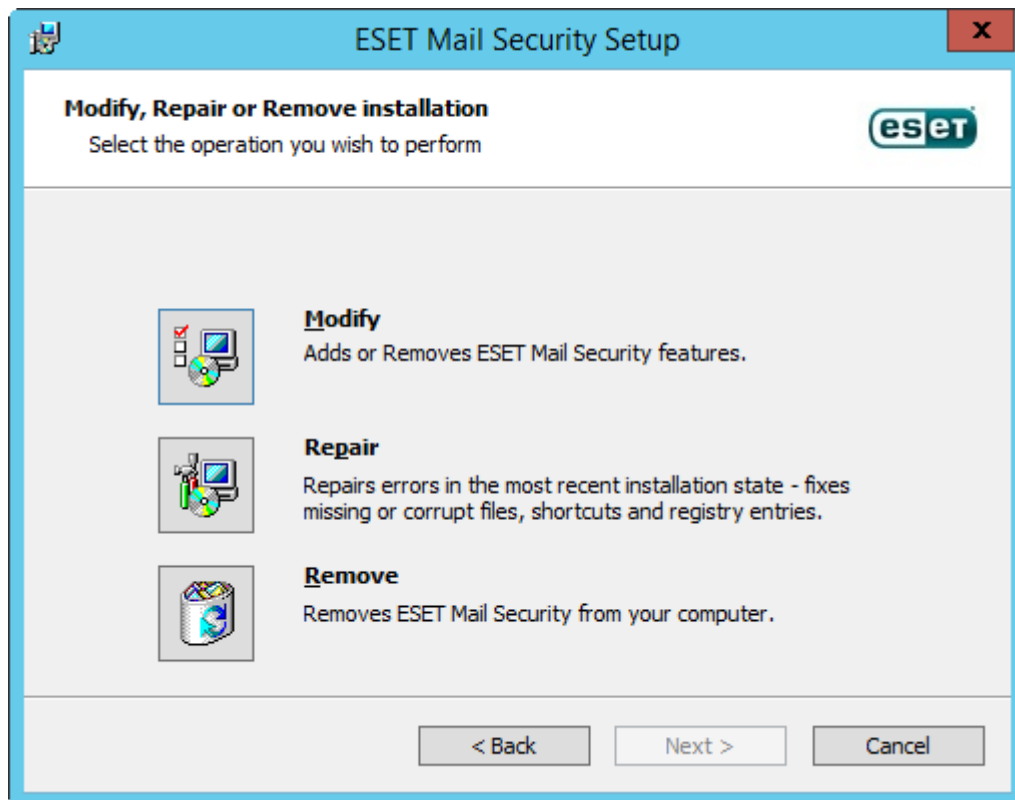 ESET Mail Security Setup
x
Modify, Repair or Remove installation
Select the operation you wish to perform
eseT
Modify
Adds or Removes ESET Mail Security features.
Repair
Repairs errors in the most recent installation state - fixes
missing or corrupt files, shortcuts and registry entries.
Remove
Removes ESET Mail Security from your computer.
< Back
Next >
Cancel